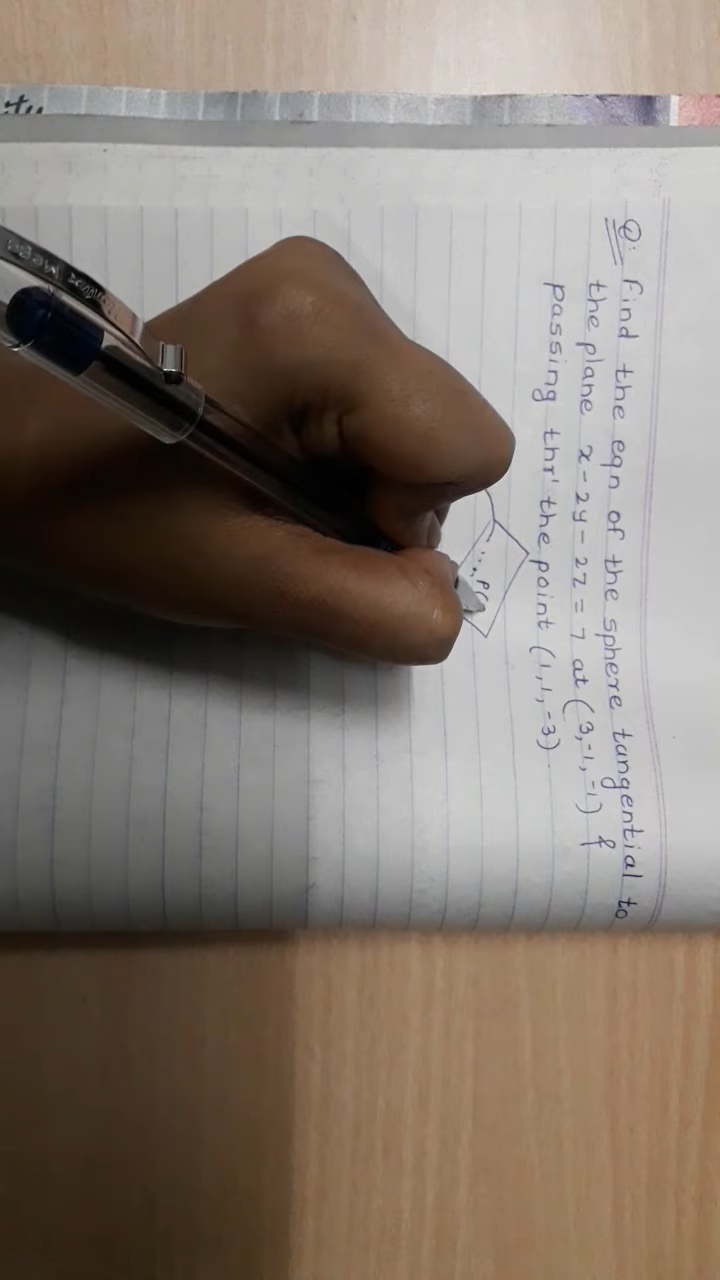 Q: find the eqn of the sphere tangential to
the plane x-2y-2z=7 at (3,-1,-1) &
passing thr' the point (1,1,-3).
P(
ity